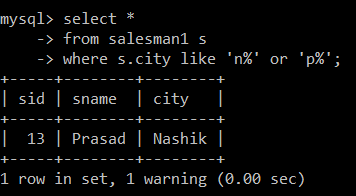 mysql> select *
    -> from salesman1 s
    -> where s.city like 'n%' or 'p%';
+-----+--------+--------+
| sid | sname  | city   |
+-----+--------+--------+
|  13 | Prasad | Nashik |
+-----+--------+--------+
1 row in set, 1 warning (0.00 sec)